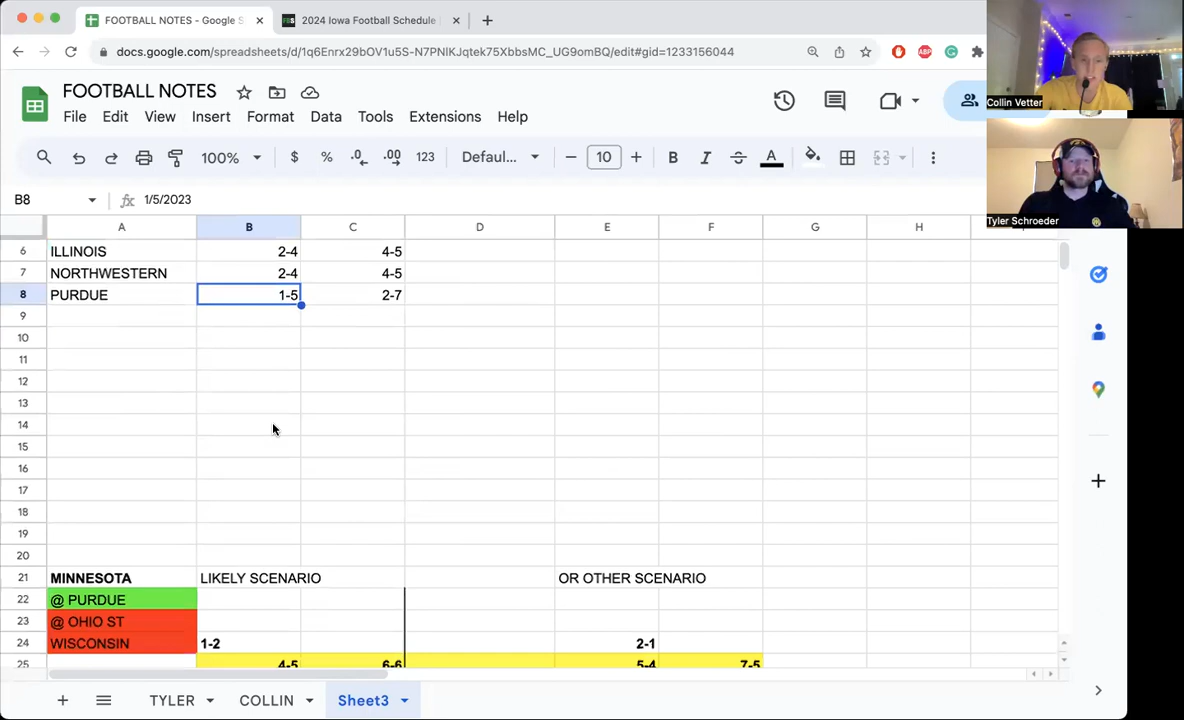 FOOTBALL NOTES - Google S
2024 Iowa Football Schedule
docs.google.com/spreadsheets/d/1q6Enrx29bOV1u5S-N7PNIKJqtek75XbbsMC_UG9omBQ/edit#gid=1233156044
ABP
FOOTBALL NOTES
File Edit View Insert Format Data Tools Extensions Help
100% $ % .0 .00 123 Defaul... 10 B I A
B8 fx 1/5/2023
A B C D E F G H
6 ILLINOIS 2-4 4-5
7 NORTHWESTERN 2-4 4-5
8 PURDUE 1-5 2-7
9
10
11
12
13
14
15
16
17
18
19
20
21 MINNESOTA LIKELY SCENARIO OR OTHER SCENARIO
22 @ PURDUE
23 @ OHIO ST
24 WISCONSIN 1-2 2-1
25 4-5 6-6 5-4 7-5
TYLER COLLIN Sheet3
Collin Vetter
Tyler Schroeder